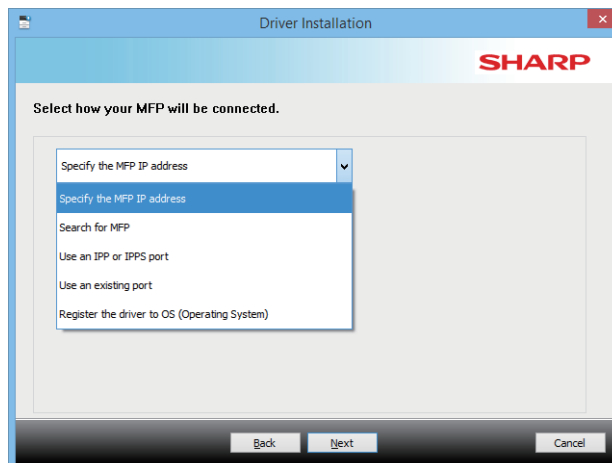 Driver Installation
SHARP
Select how your MFP will be connected.
Specify the MFP IP address
Specify the MFP IP address
Search for MFP
Use an IPP or IPPS port
Use an existing port
Register the driver to OS (Operating System)
Back Next Cancel